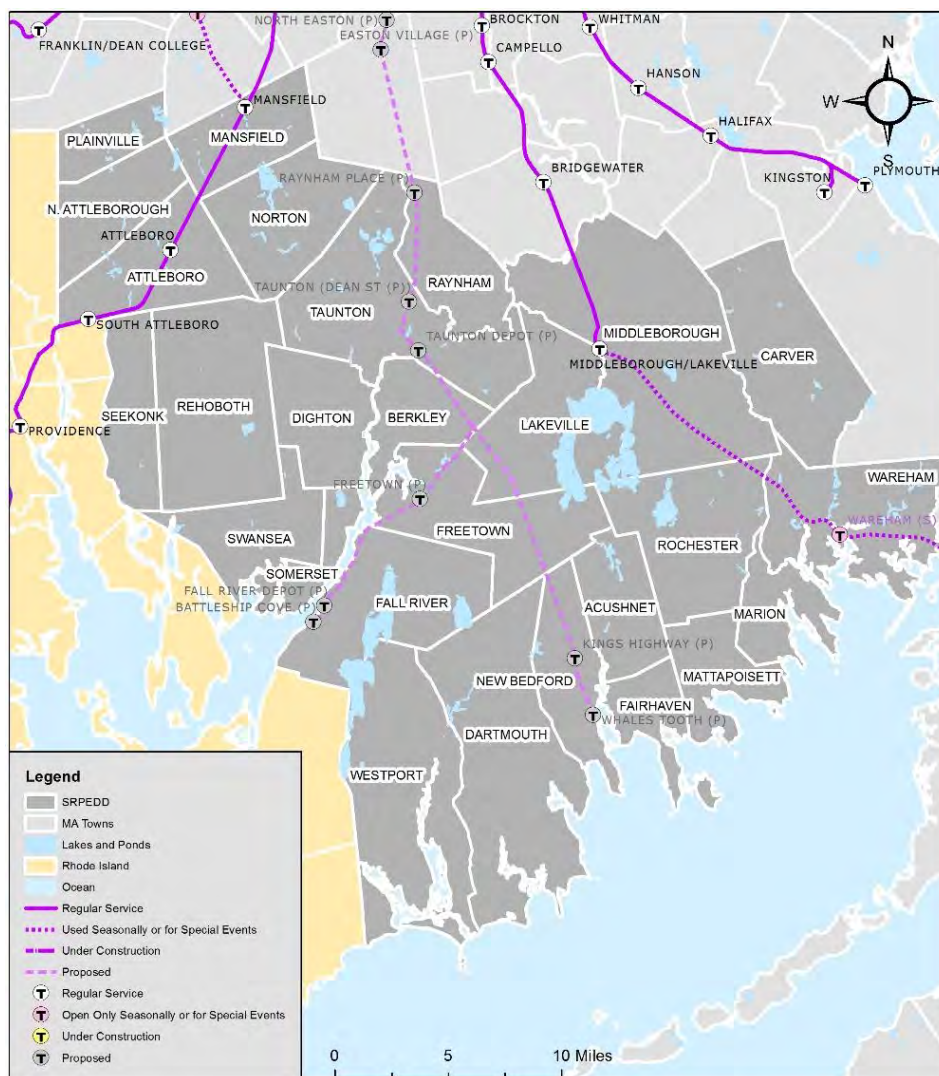 NORTH EASTON (P)
BROCKTON
WHITMAN
FRANKLIN/DEAN COLLEGE
EASTON VILLAGE (P)
CAMPELLO
N
HANSON
MANSFIELD
W
E
PLAINVILLE
MANSFIELD
HALIFAX
S
BRIDGEWATER
KINGSTON
PLYMOUTH
RAYNHAM PLACE (P)
N. ATTLEBOROUGH
NORTON
ATTLEBORO
ATTLEBORO
RAYNHAM
TAUNTON (DEAN ST (P)
TAUNTON
SOUTH ATTLEBORO
TAUNTON DEPOT (P)
MIDDLEBOROUGH
MIDDLEBOROUGH/LAKEVILLE
CARVER
SEEKONK
REHOBOTH
DIGHTON
BERKLEY
LAKEVILLE
PROVIDENCE
WAREHAM
FREETOWN (P)
WAREHAM (S)
SWANSEA
FREETOWN
ROCHESTER
SOMERSET
FALL RIVER DEPOT (P)
BATTLESHIP COVE (P)
FALL RIVER
ACUSHNET
MARION
KINGS HIGHWAY (P)
NEW BEDFORD
MATTAPOISETT
FAIRHAVEN
WHALES TOOTH (P)
DARTMOUTH
WESTPORT
Legend
SRPEDD
MA Towns
Lakes and Ponds
Rhode Island
Ocean
Regular Service
Used Seasonally or for Special Events
Under Construction
Proposed
T Regular Service
T Open Only Seasonally or for Special Events
T Under Construction
T Proposed
0 5 10 Miles